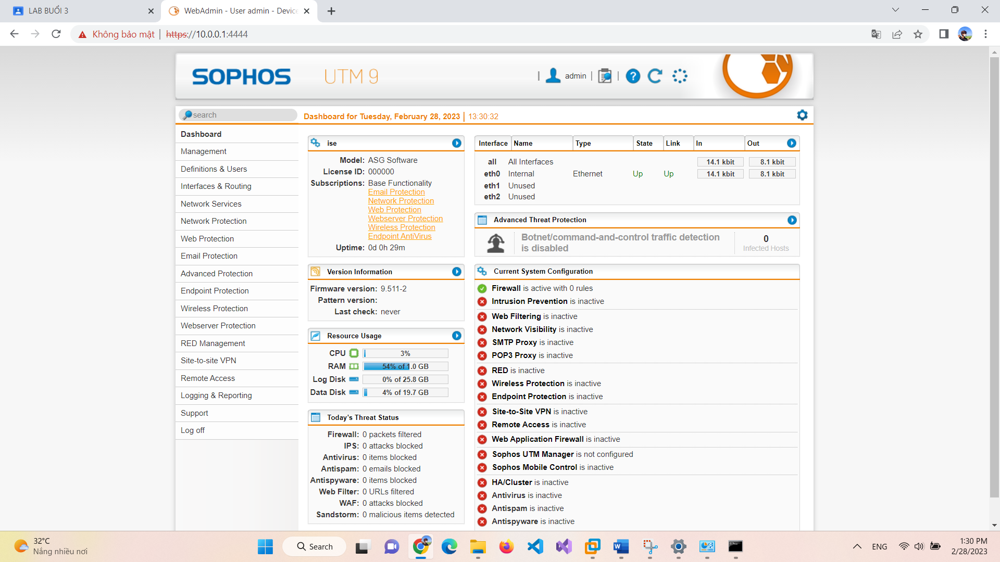 LAB BUỔI 3
WebAdmin - User admin - Device
Không bảo mật | https://10.0.0.1:4444
SOPHOS UTM 9
| admin | |
search
Dashboard for Tuesday, February 28, 2023 | 13:30:32
Dashboard
Management
Definitions & Users
Interfaces & Routing
Network Services
Network Protection
Web Protection
Email Protection
Advanced Protection
Endpoint Protection
Wireless Protection
Webserver Protection
RED Management
Site-to-site VPN
Remote Access
Logging & Reporting
Support
Log off
ise
Model: ASG Software
License ID: 000000
Subscriptions: Base Functionality
Email Protection
Network Protection
Web Protection
Webserver Protection
Wireless Protection
Endpoint AntiVirus
Uptime: 0d 0h 29m
Version Information
Firmware version: 9.511-2
Pattern version:
Last check: never
Resource Usage
CPU 3%
RAM 54% of 1.0 GB
Log Disk 0% of 25.8 GB
Data Disk 4% of 19.7 GB
Today's Threat Status
Firewall: 0 packets filtered
IPS: 0 attacks blocked
Antivirus: 0 items blocked
Antispam: 0 emails blocked
Antispyware: 0 items blocked
Web Filter: 0 URLs filtered
WAF: 0 attacks blocked
Sandstorm: 0 malicious items detected
Interface Name Type State Link In Out
all All Interfaces 14.1 kbit 8.1 kbit
eth0 Internal Ethernet Up Up 14.1 kbit 8.1 kbit
eth1 Unused
eth2 Unused
Advanced Threat Protection
Botnet/command-and-control traffic detection
is disabled
0
Infected Hosts
Current System Configuration
Firewall is active with 0 rules
Intrusion Prevention is inactive
Web Filtering is inactive
Network Visibility is inactive
SMTP Proxy is inactive
POP3 Proxy is inactive
RED is inactive
Wireless Protection is inactive
Endpoint Protection is inactive
Site-to-Site VPN is inactive
Remote Access is inactive
Web Application Firewall is inactive
Sophos UTM Manager is not configured
Sophos Mobile Control is inactive
HA/Cluster is inactive
Antivirus is inactive
Antispam is inactive
Antispyware is inactive
32°C
Nắng nhiều nơi
Search
ENG
1:30 PM
2/28/2023